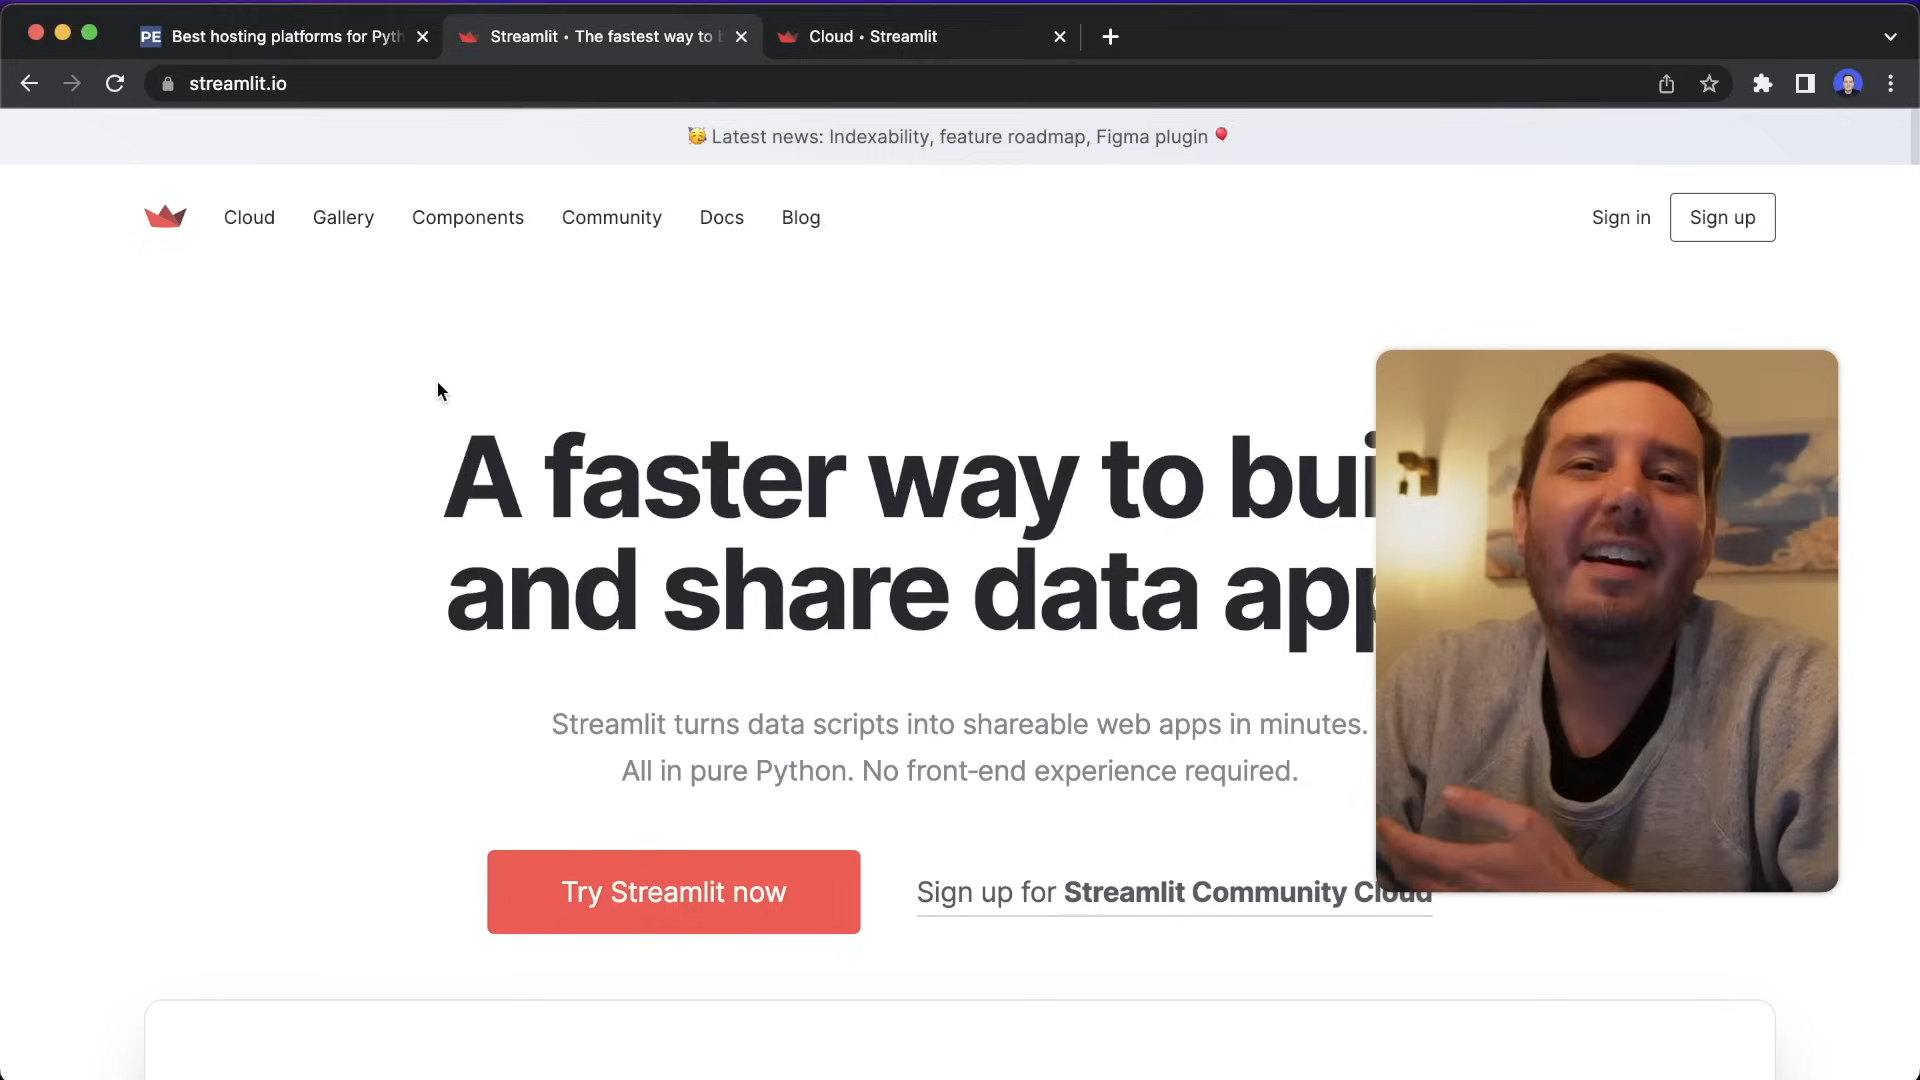 PE Best hosting platforms for Pyth
Streamlit • The fastest way to b
Cloud • Streamlit
streamlit.io
Latest news: Indexability, feature roadmap, Figma plugin
Cloud
Gallery
Components
Community
Docs
Blog
Sign in
Sign up
A faster way to bui
and share data app
Streamlit turns data scripts into shareable web apps in minutes.
All in pure Python. No front-end experience required.
Try Streamlit now
Sign up for Streamlit Community Cloud